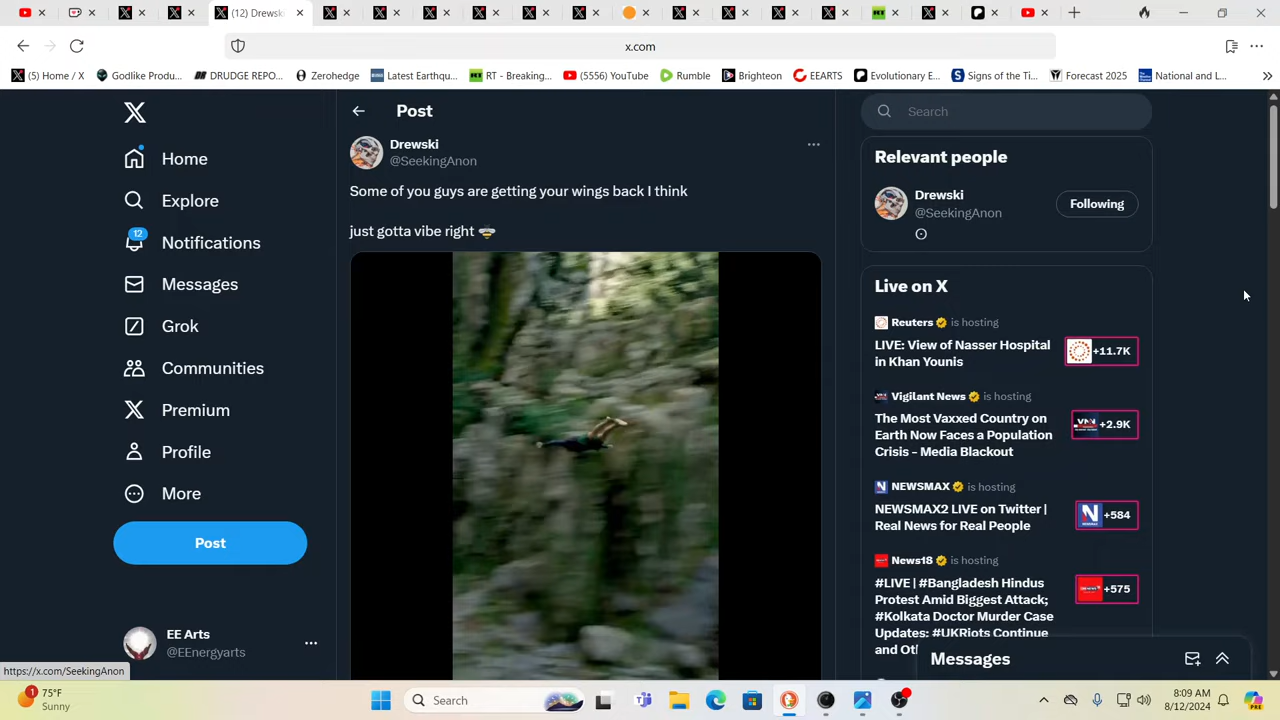 (12) Drewsk
x.com
(5) Home / X
Godlike Produ...
DRUDGE REPO...
Zerohedge
Latest Earthqu...
RT - Breaking...
(5556) YouTube
Rumble
Brighteon
EEARTS
Evolutionary E...
Signs of the Ti...
Forecast 2025
National and L...
Home
Explore
12
Notifications
Messages
Grok
Communities
Premium
Profile
More
Post
EE Arts
@EEnergyarts
https://x.com/SeekingAnon
Post
Drewski
@SeekingAnon
Some of you guys are getting your wings back I think
just gotta vibe right
Search
Relevant people
Drewski
@SeekingAnon
Following
Live on X
Reuters is hosting
LIVE: View of Nasser Hospital
in Khan Younis
+11.7K
Vigilant News is hosting
The Most Vaxxed Country on
Earth Now Faces a Population
Crisis – Media Blackout
+2.9K
NEWSMAX is hosting
NEWSMAX2 LIVE on Twitter |
Real News for Real People
+584
News18 is hosting
#LIVE | #Bangladesh Hindus
Protest Amid Biggest Attack;
#Kolkata Doctor Murder Case
Updates: #UKRiots Continue
and Ot
+575
Messages
1
75°F
Sunny
Search
8:09 AM
8/12/2024